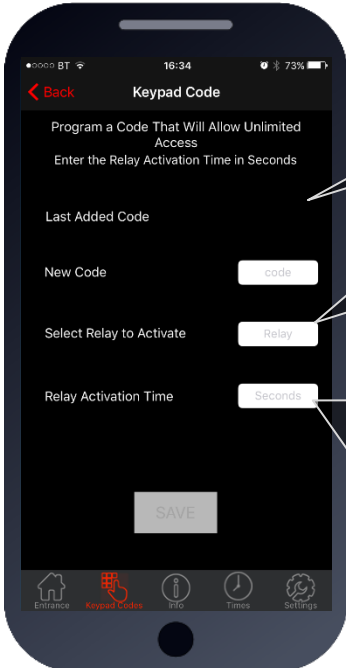 ●○○○○ BT 16:34 73%
Back Keypad Code
Program a Code That Will Allow Unlimited
Access
Enter the Relay Activation Time in Seconds
Last Added Code
New Code code
Select Relay to Activate Relay
Relay Activation Time Seconds
SAVE
Entrance Keypad Codes Info Times Settings